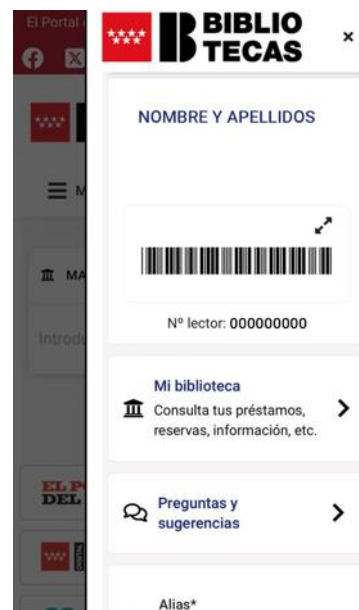 El Portal
BIBLIO
TECAS
×
NOMBRE Y APELLIDOS
MA
Nº lector: 000000000
Introdu
Mi biblioteca
Consulta tus préstamos,
reservas, información, etc.
EL P
DEL
Preguntas y
sugerencias
Alias*